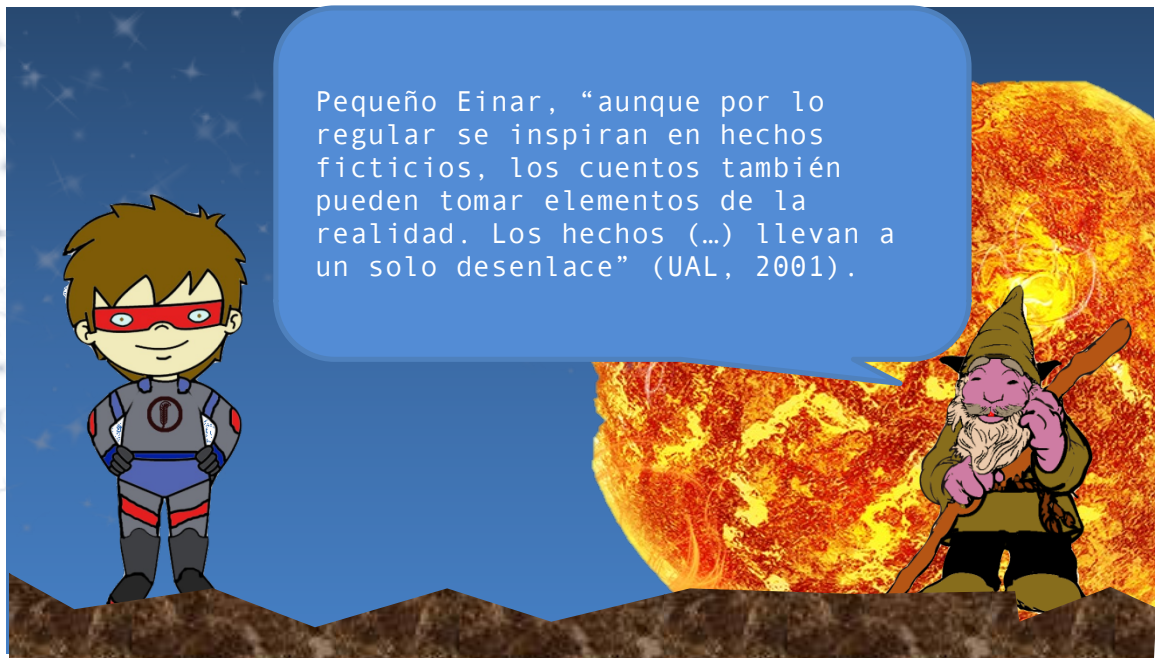 Pequeño Einar, “aunque por lo
regular se inspiran en hechos
ficticios, los cuentos también
pueden tomar elementos de la
realidad. Los hechos (…) llevan a
un solo desenlace” (UAL, 2001).